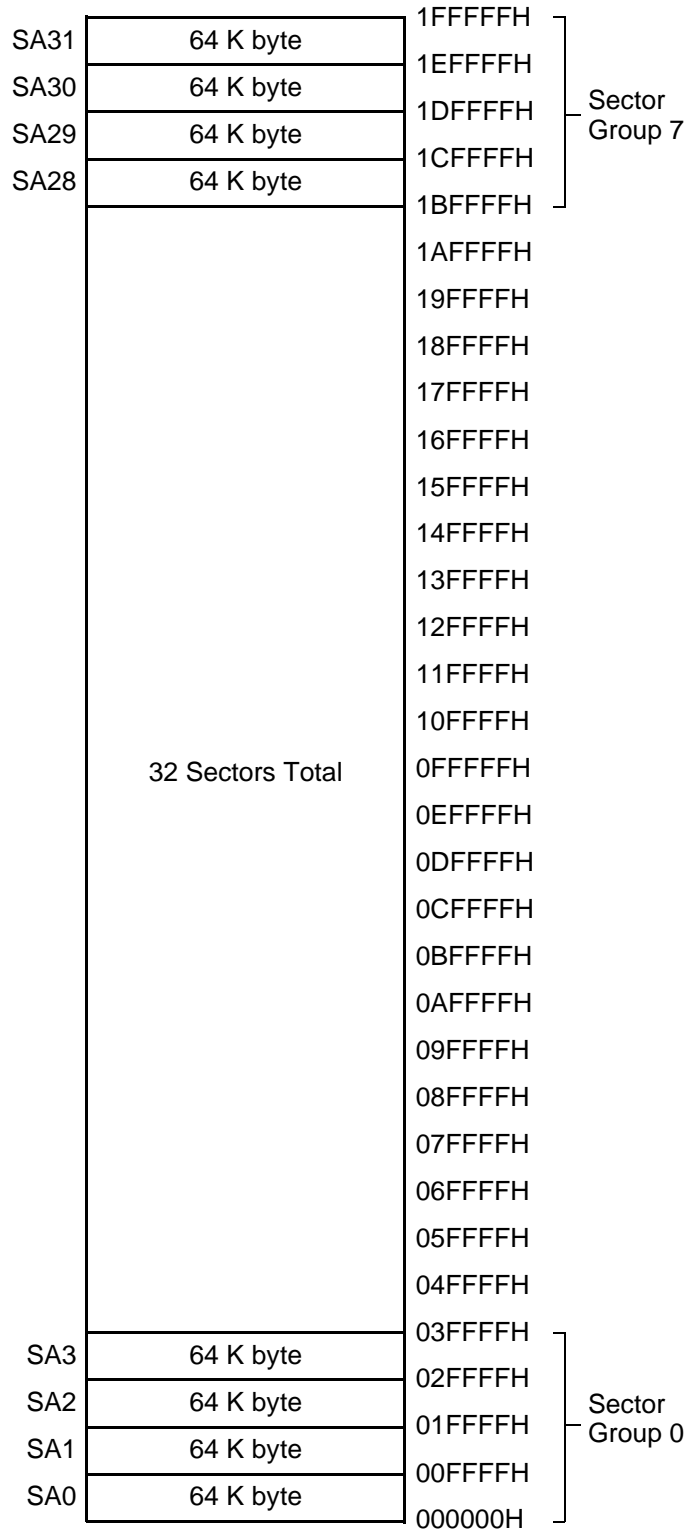 1FFFFFH
SA31 64 K byte
1EFFFFH
SA30 64 K byte
1DFFFFH
Sector
Group 7
SA29 64 K byte
1CFFFFH
SA28 64 K byte
1BFFFFH
1AFFFFH
19FFFFH
18FFFFH
17FFFFH
16FFFFH
15FFFFH
14FFFFH
13FFFFH
12FFFFH
11FFFFH
10FFFFH
32 Sectors Total
0FFFFFH
0EFFFFH
0DFFFFH
0CFFFFH
0BFFFFH
0AFFFFH
09FFFFH
08FFFFH
07FFFFH
06FFFFH
05FFFFH
04FFFFH
03FFFFH
SA3 64 K byte
02FFFFH
SA2 64 K byte
01FFFFH
Sector
Group 0
SA1 64 K byte
00FFFFH
SA0 64 K byte
000000H